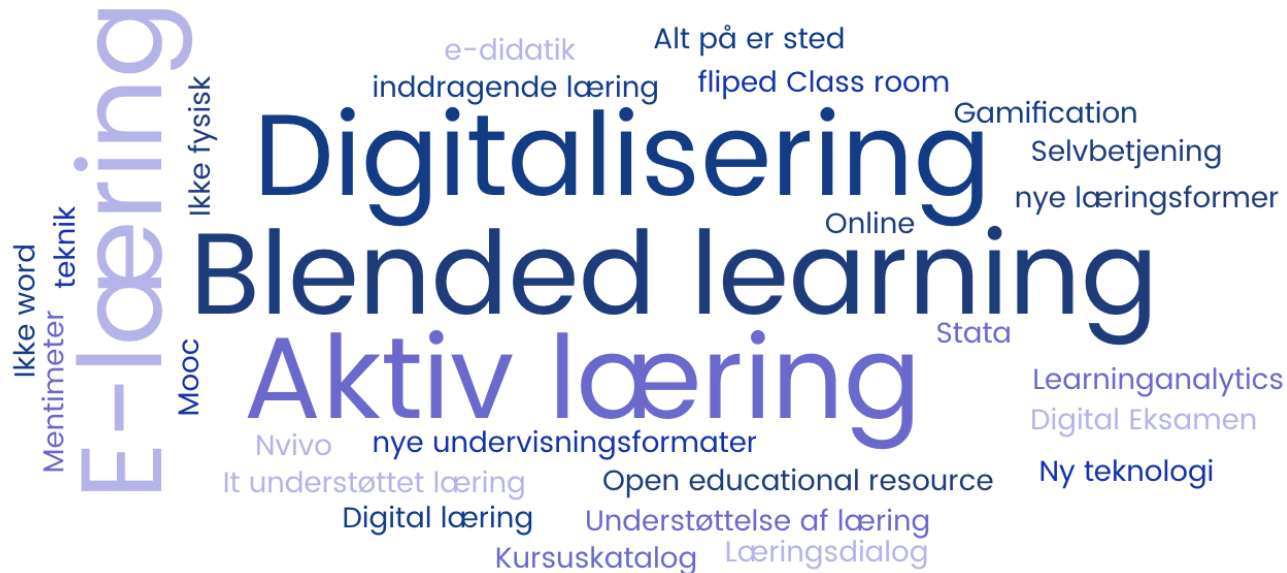 e-didatik
Alt på er sted
inddragende læring
fliped Class room
Gamification
Digitalisering
Selvbetjening
nye læringsformer
Online
Blended learning
Stata
Aktiv læring
Learninganalytics
Digital Eksamen
Nvivo
nye undervisningsformater
Ny teknologi
It understøttet læring
Open educational resource
Digital læring
Understøttelse af læring
Kursuskatalog
Læringsdialog
Ikke word
Mentimeter
teknik
E-læring
Mooc
Ikke fysisk